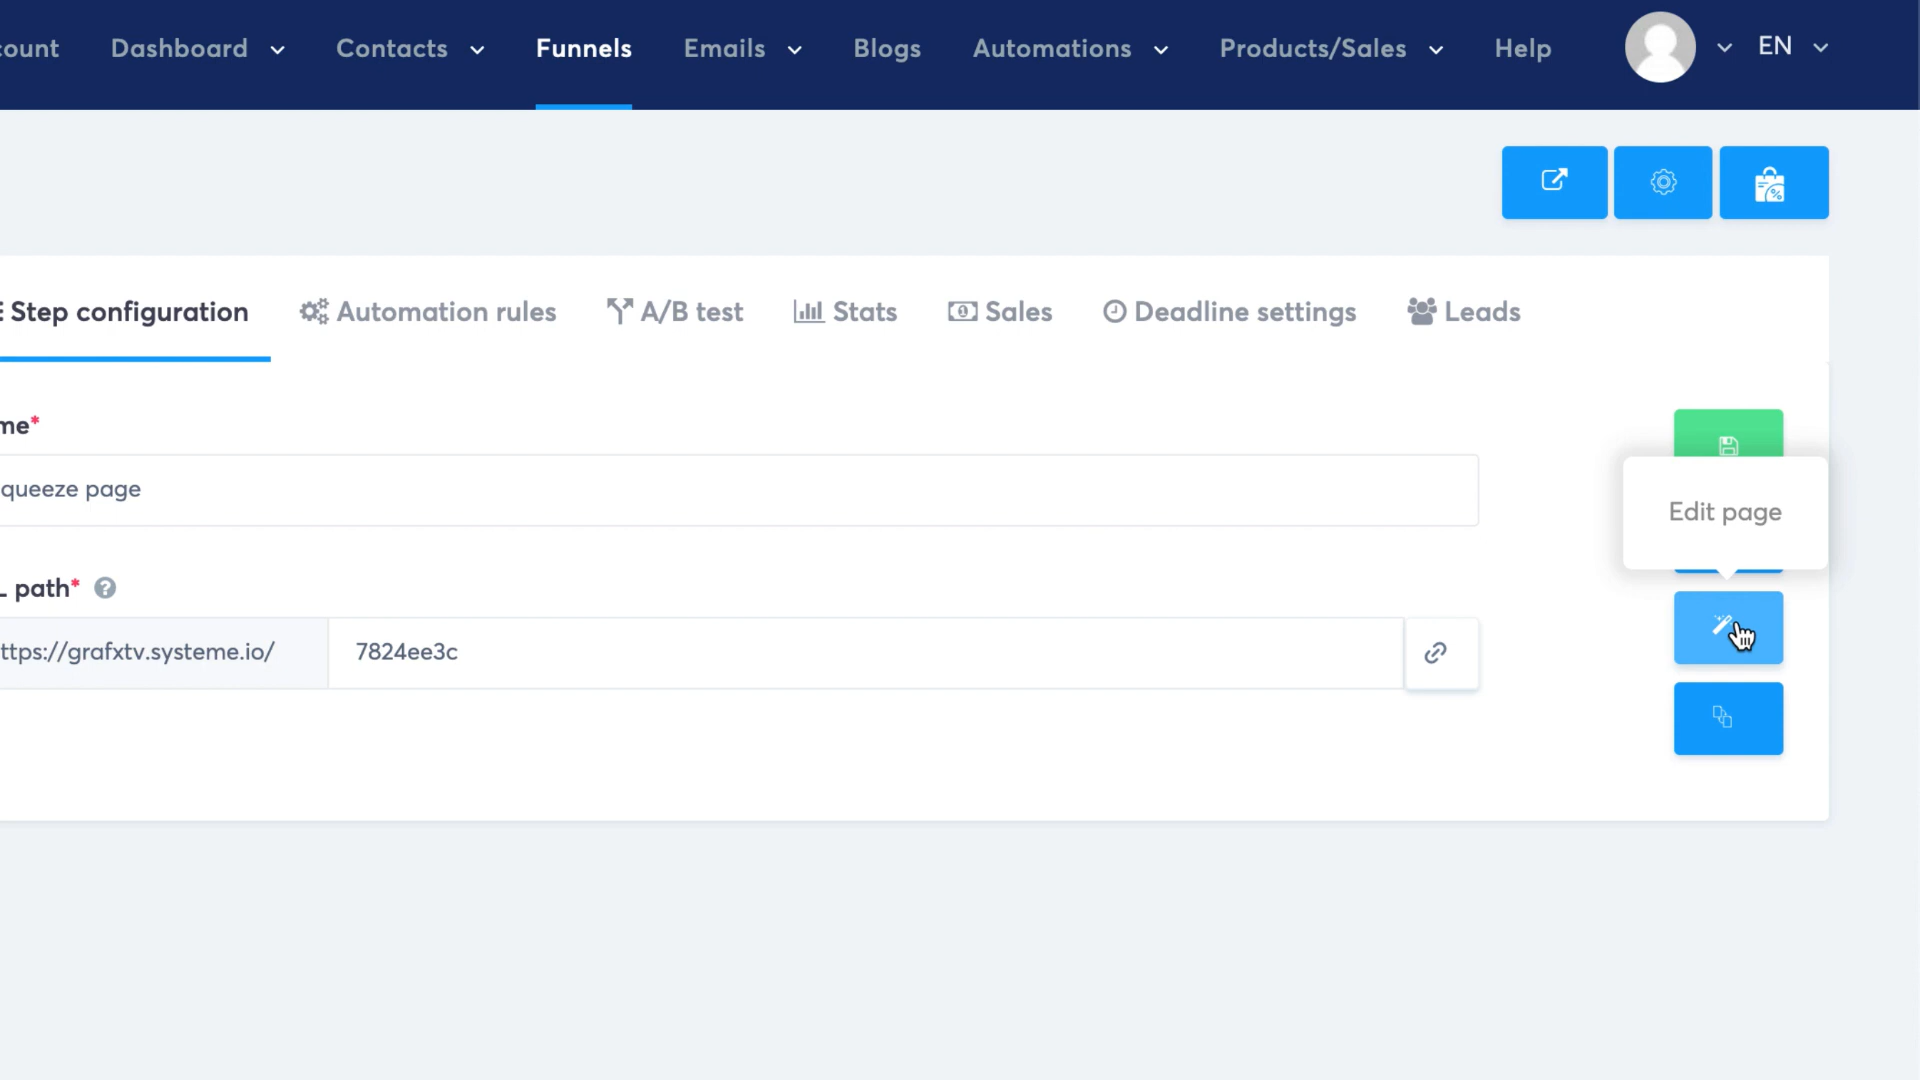 count Dashboard Contacts Funnels Emails Blogs Automations Products/Sales Help EN
Step configuration Automation rules A/B test Stats Sales Deadline settings Leads
me*
queeze page
Edit page
L path* ?
ttps://grafxtv.systeme.io/ 7824ee3c